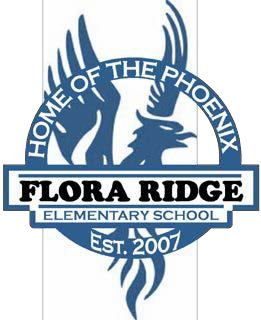 HOME OF THE PHOENIX
FLORA RIDGE
ELEMENTARY SCHOOL
EST. 2007